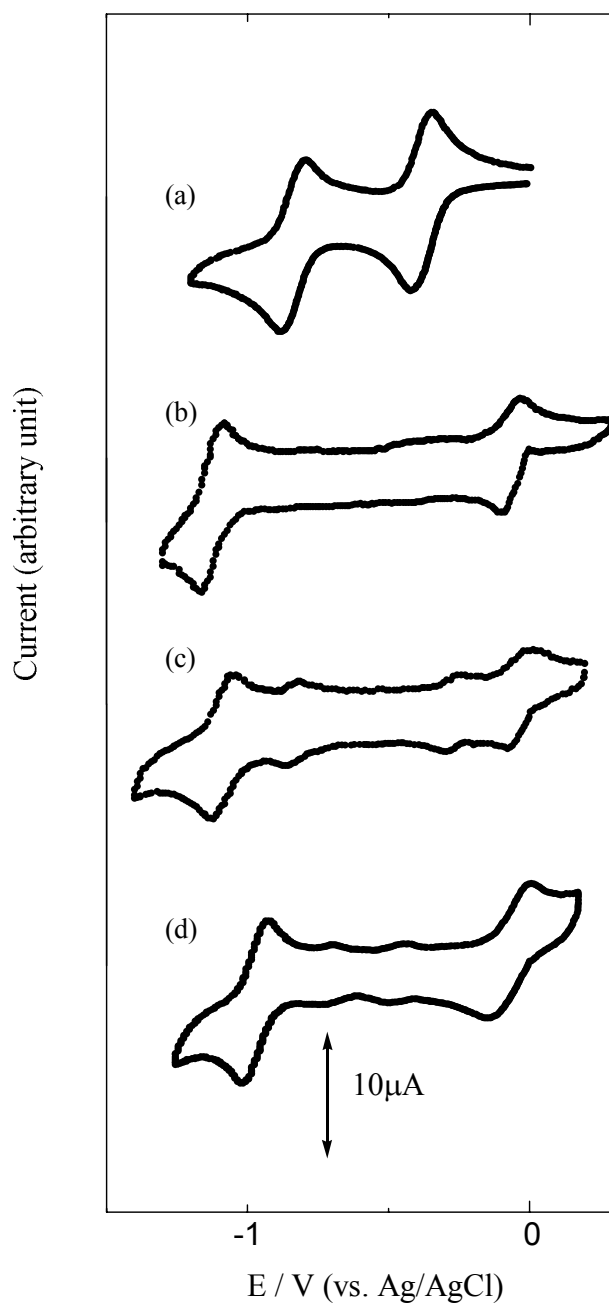 (a)
(b)
(c)
(d)
Current (arbitrary unit)
10μA
-1
0
E / V (vs. Ag/AgCl)